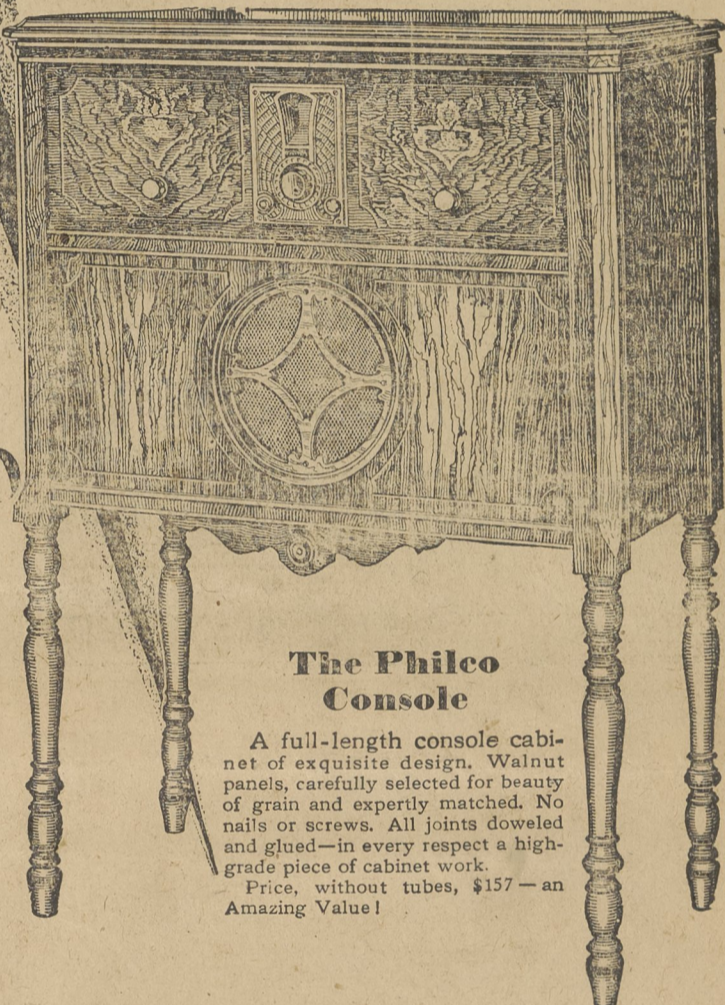 The Philco
Console
A full-length console cabi-
net of exquisite design. Walnut
panels, carefully selected for beauty
of grain and expertly matched. No
nails or screws. All joints doweled
and glued—in every respect a high-
grade piece of cabinet work.
Price, without tubes, $157 — an
Amazing Value!